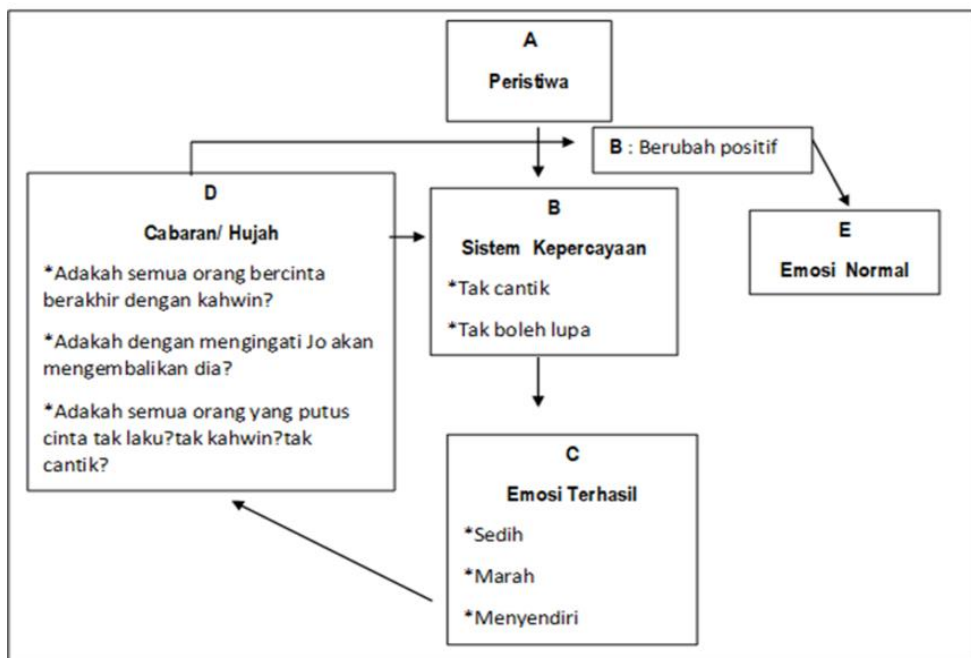 A
Peristiwa
B : Berubah positif
D
Cabaran/ Hujah
*Adakah semua orang bercinta
berakhir dengan kahwin?
*Adakah dengan mengingati Jo akan
mengembalikan dia?
*Adakah semua orang yang putus
cinta tak laku?tak kahwin?tak
cantik?
B
Sistem Kepercayaan
*Tak cantik
*Tak boleh lupa
E
Emosi Normal
C
Emosi Terhasil
*Sedih
*Marah
*Menyendiri